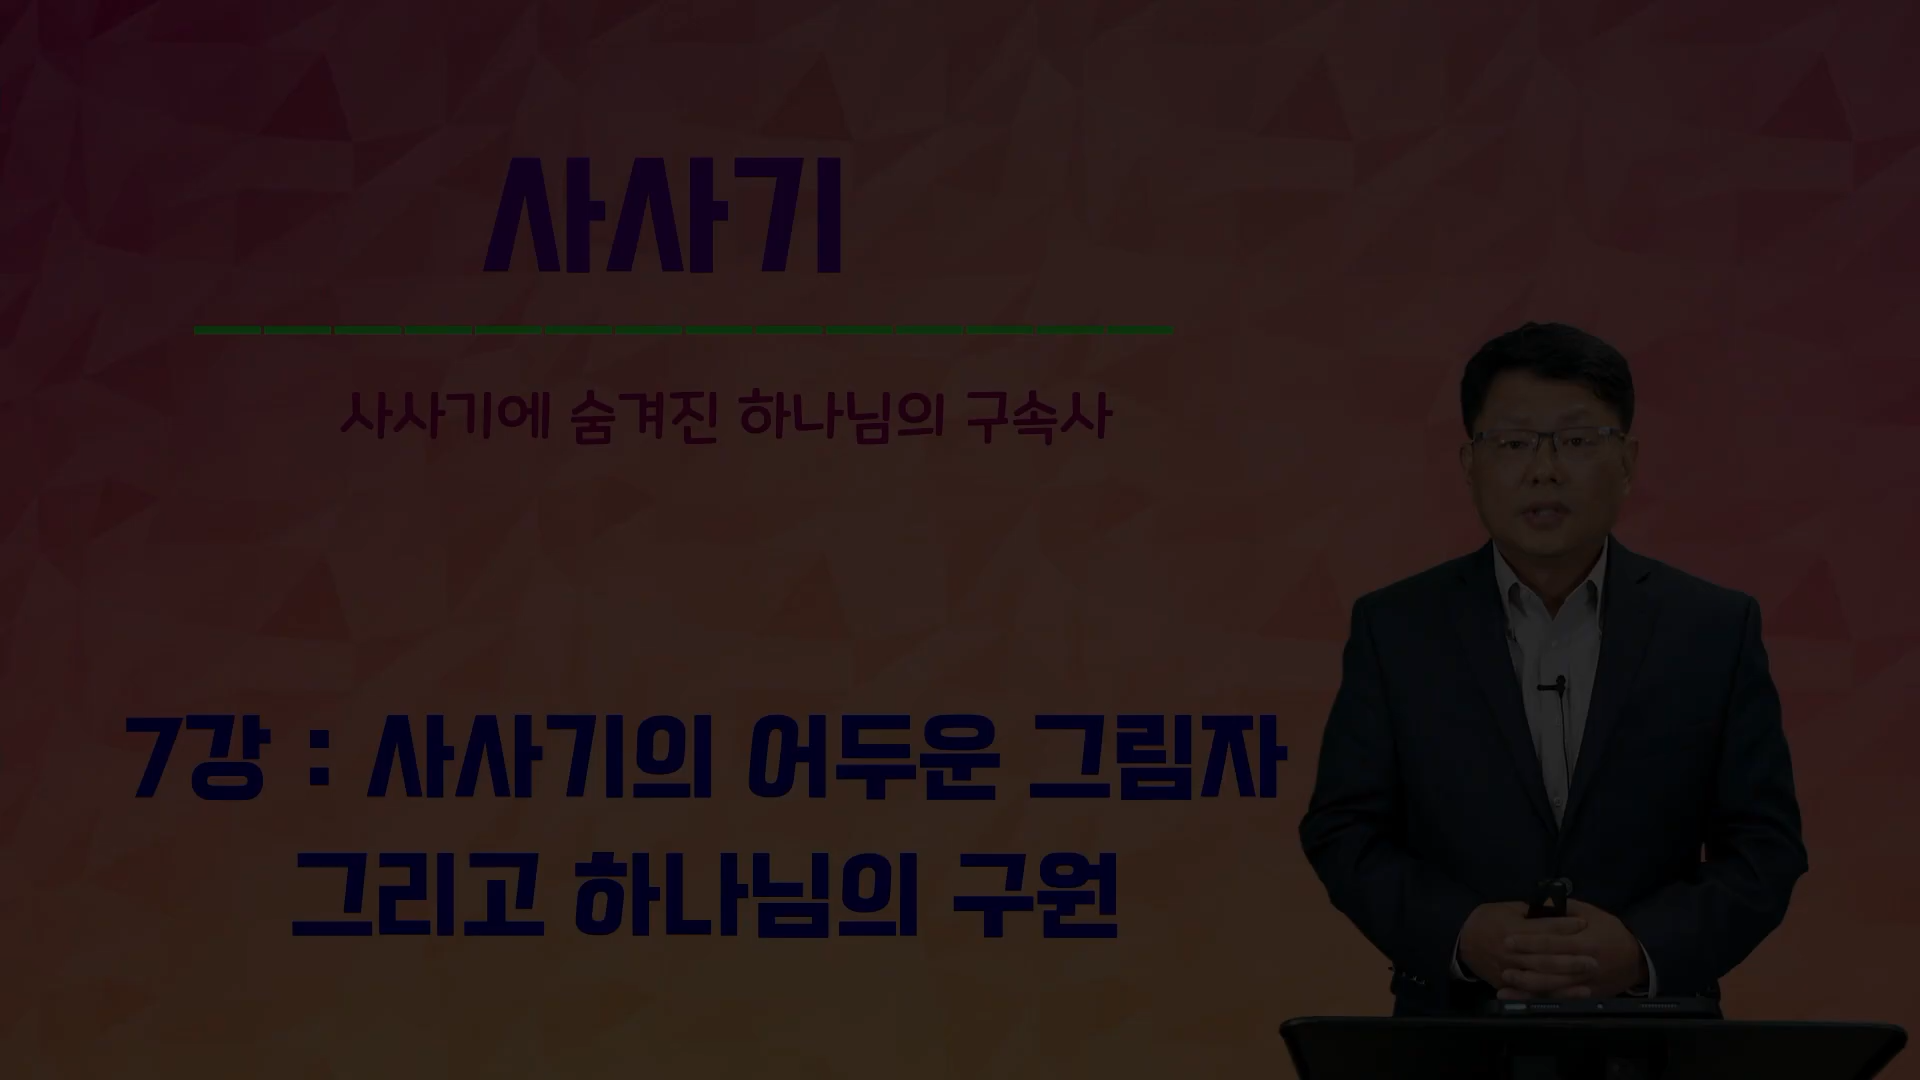 사사기
사사기에 숨겨진 하나님의 구속사
7강 : 사사기의 어두운 그림자
그리고 하나님의 구원